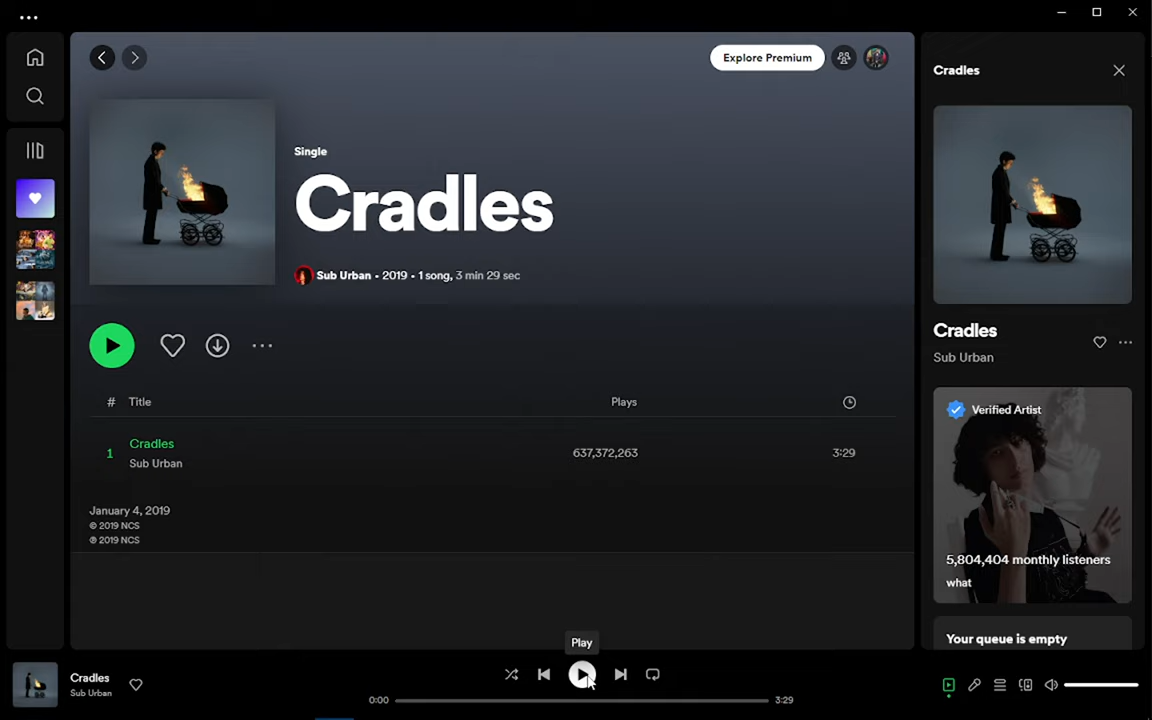 Explore Premium
Single
Cradles
Sub Urban • 2019 • 1 song, 3 min 29 sec
# Title Plays
1 Cradles 637,372,263 3:29
Sub Urban
January 4, 2019
© 2019 NCS
℗ 2019 NCS
Cradles
Cradles
Sub Urban
Verified Artist
5,804,404 monthly listeners
what
Your queue is empty
Play
Cradles
Sub Urban
0:00 3:29